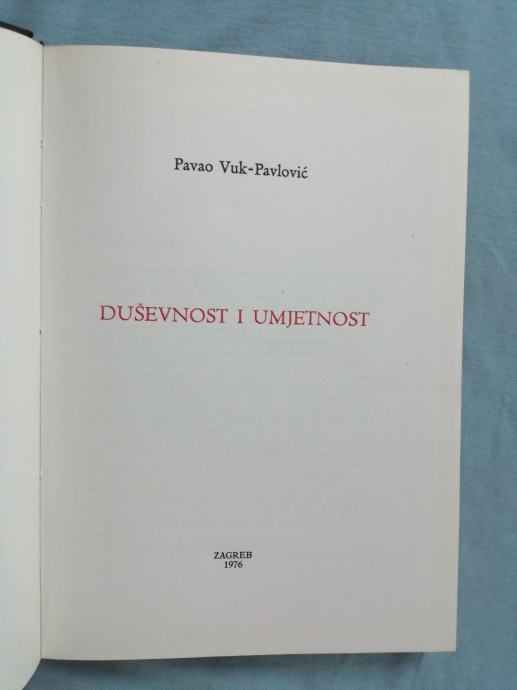 Pavao Vuk-Pavlović
DUŠEVNOST I UMJETNOST
ZAGREB
1976